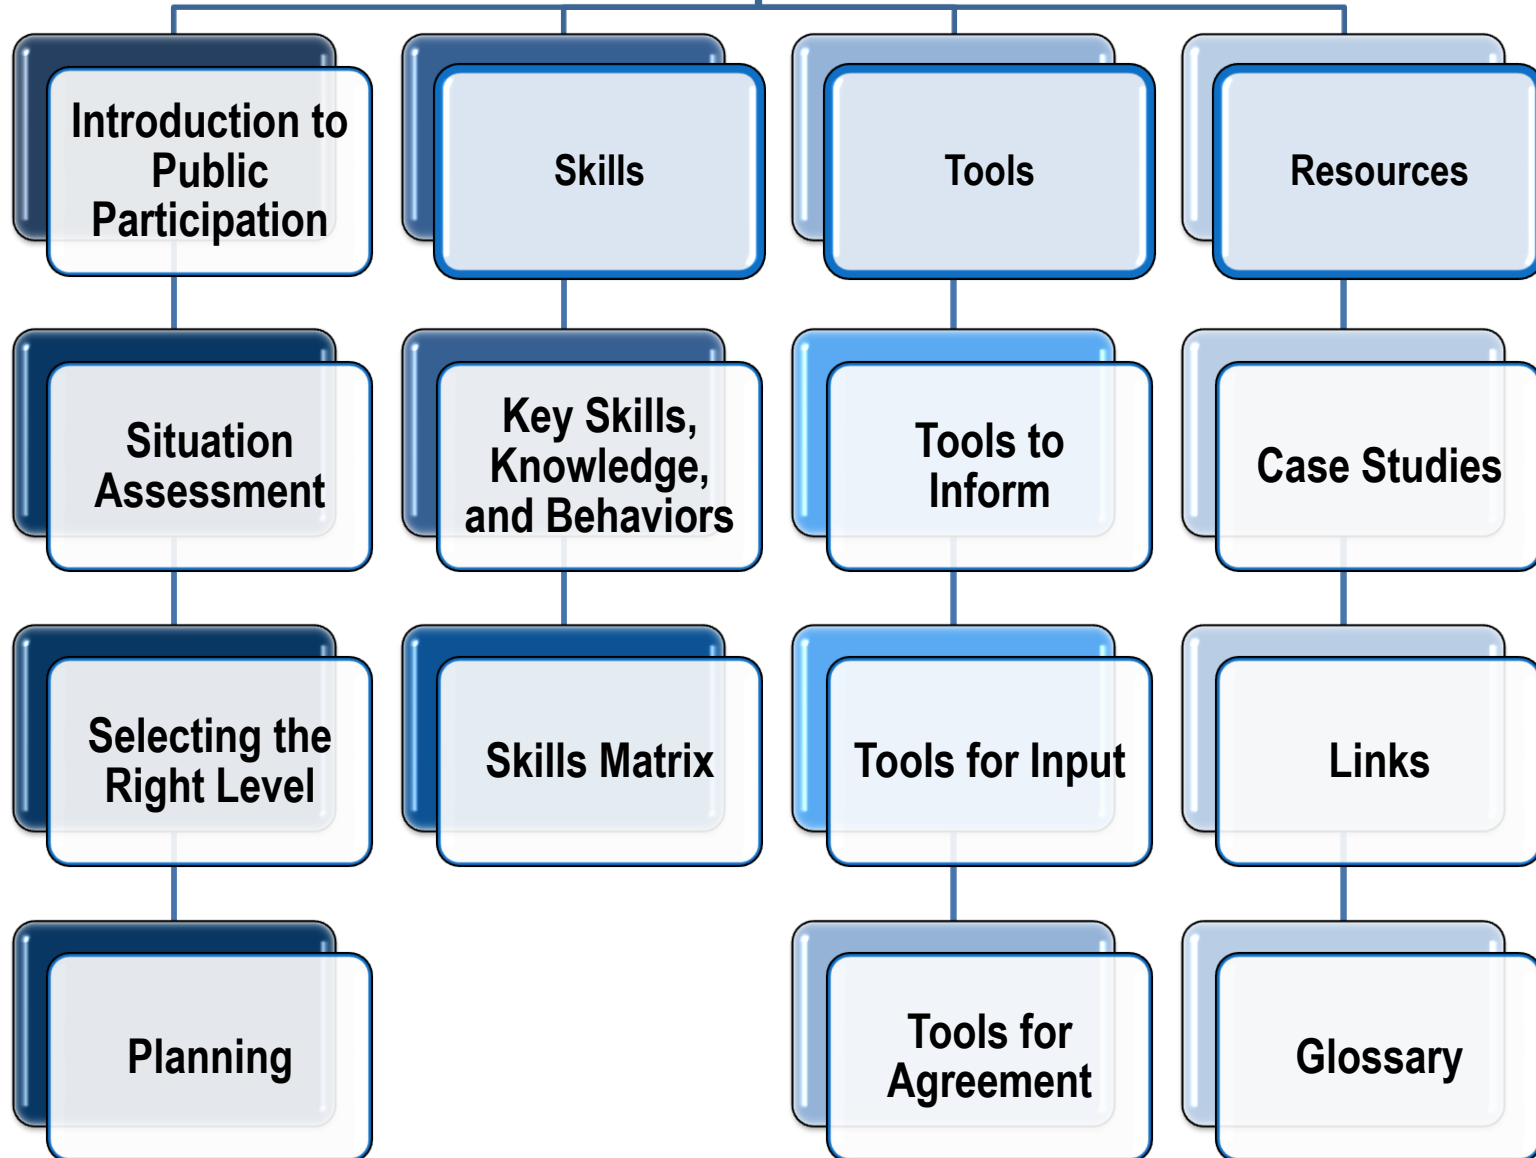 Introduction to
Public
Participation
Skills
Tools
Resources
Situation
Assessment
Key Skills,
Knowledge,
and Behaviors
Tools to
Inform
Case Studies
Selecting the
Right Level
Skills Matrix
Tools for Input
Links
Planning
Tools for
Agreement
Glossary